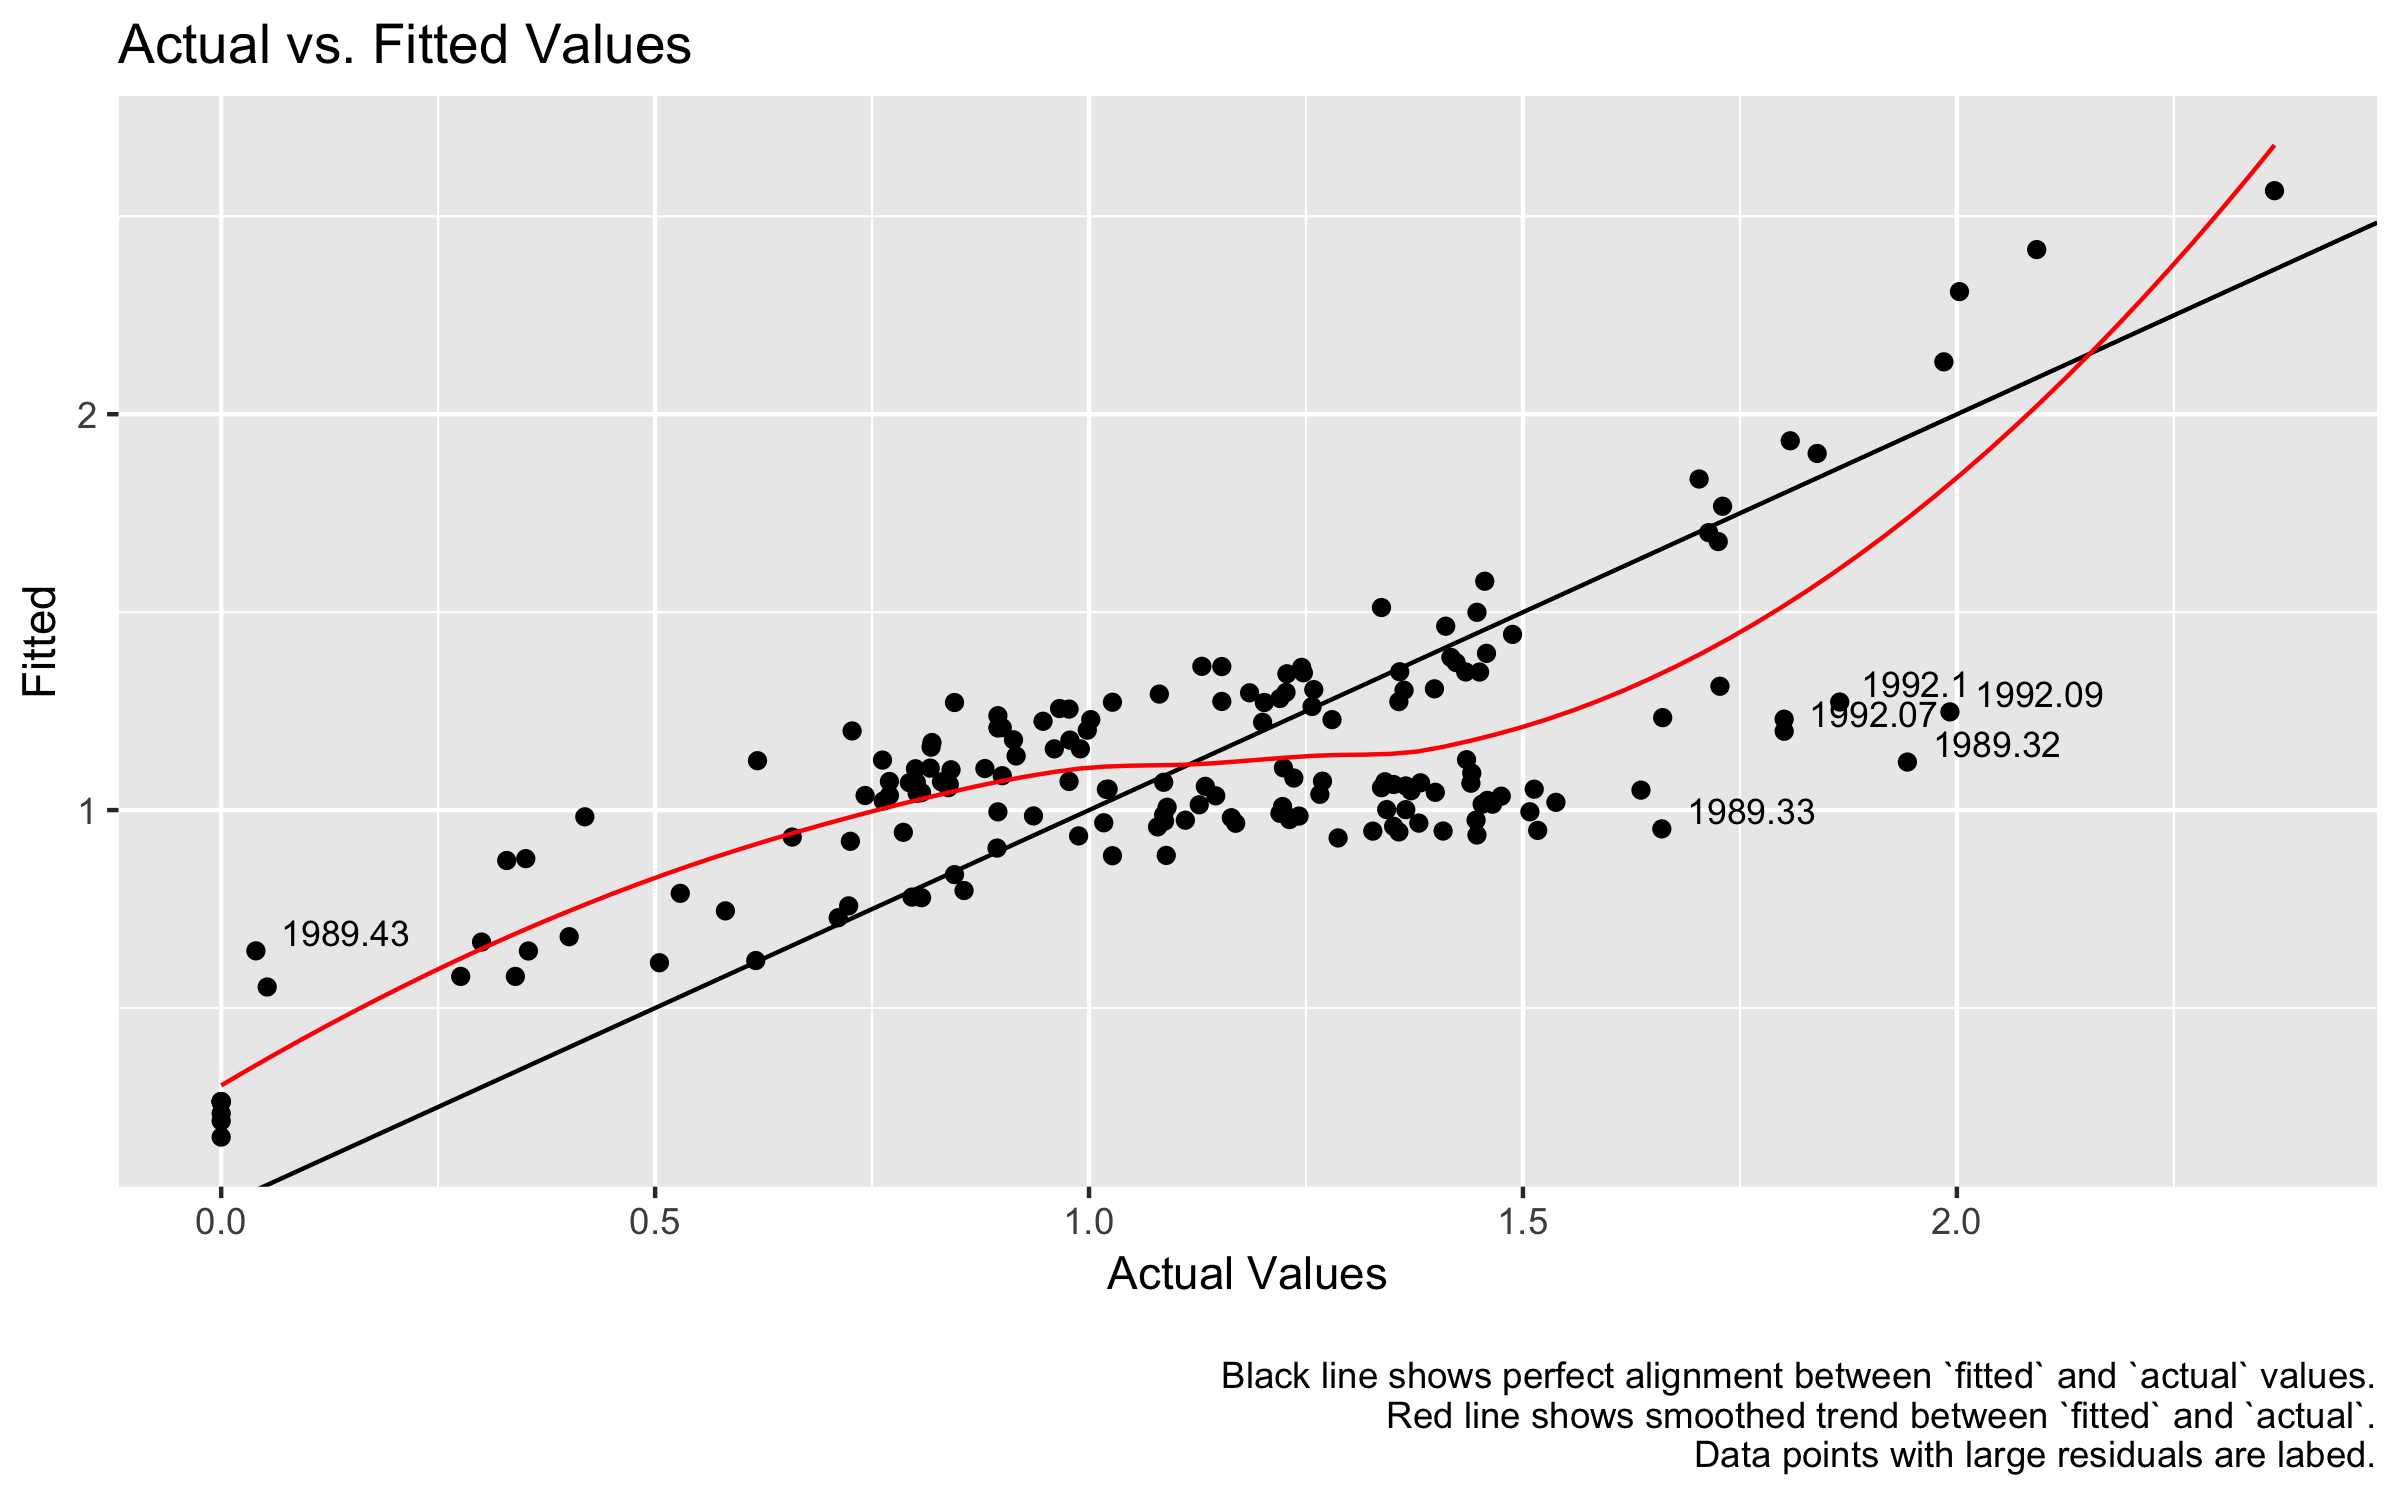 Actual vs. Fitted Values
Fitted
2
1
1992.1
1992.09
1992.07
1989.32
1989.33
1989.43
0.0
0.5
1.0
1.5
2.0
Actual Values
Black line shows perfect alignment between `fitted` and `actual` values.
Red line shows smoothed trend between `fitted` and `actual`.
Data points with large residuals are labed.